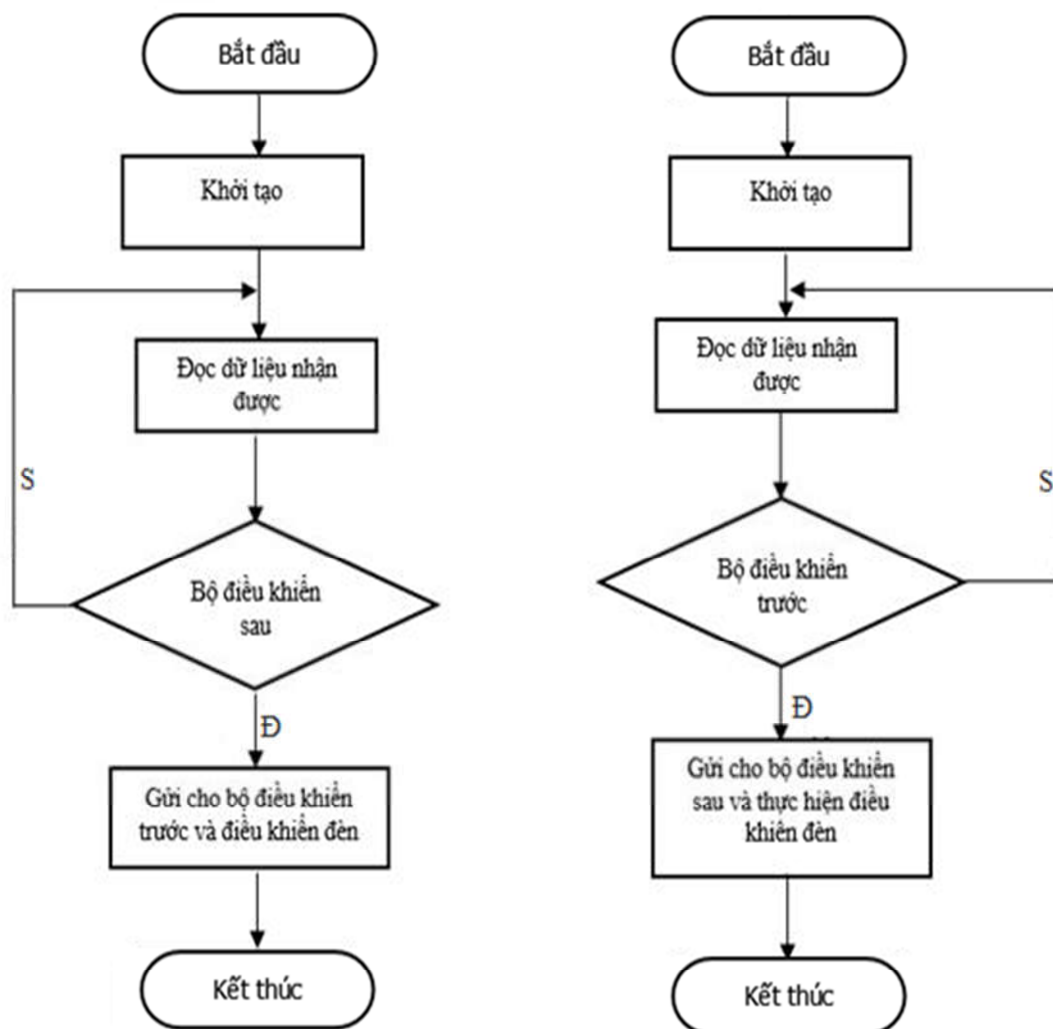 Bắt đầu
Khởi tạo
Đọc dữ liệu nhận
được
S
Bộ điều khiển
sau
Đ
Gửi cho bộ điều khiển
trước và điều khiển đèn
Kết thúc
Bắt đầu
Khởi tạo
Đọc dữ liệu nhận
được
S
Bộ điều khiển
trước
Đ
Gửi cho bộ điều khiển
sau và thực hiện điều
khiên đèn
Kết thúc